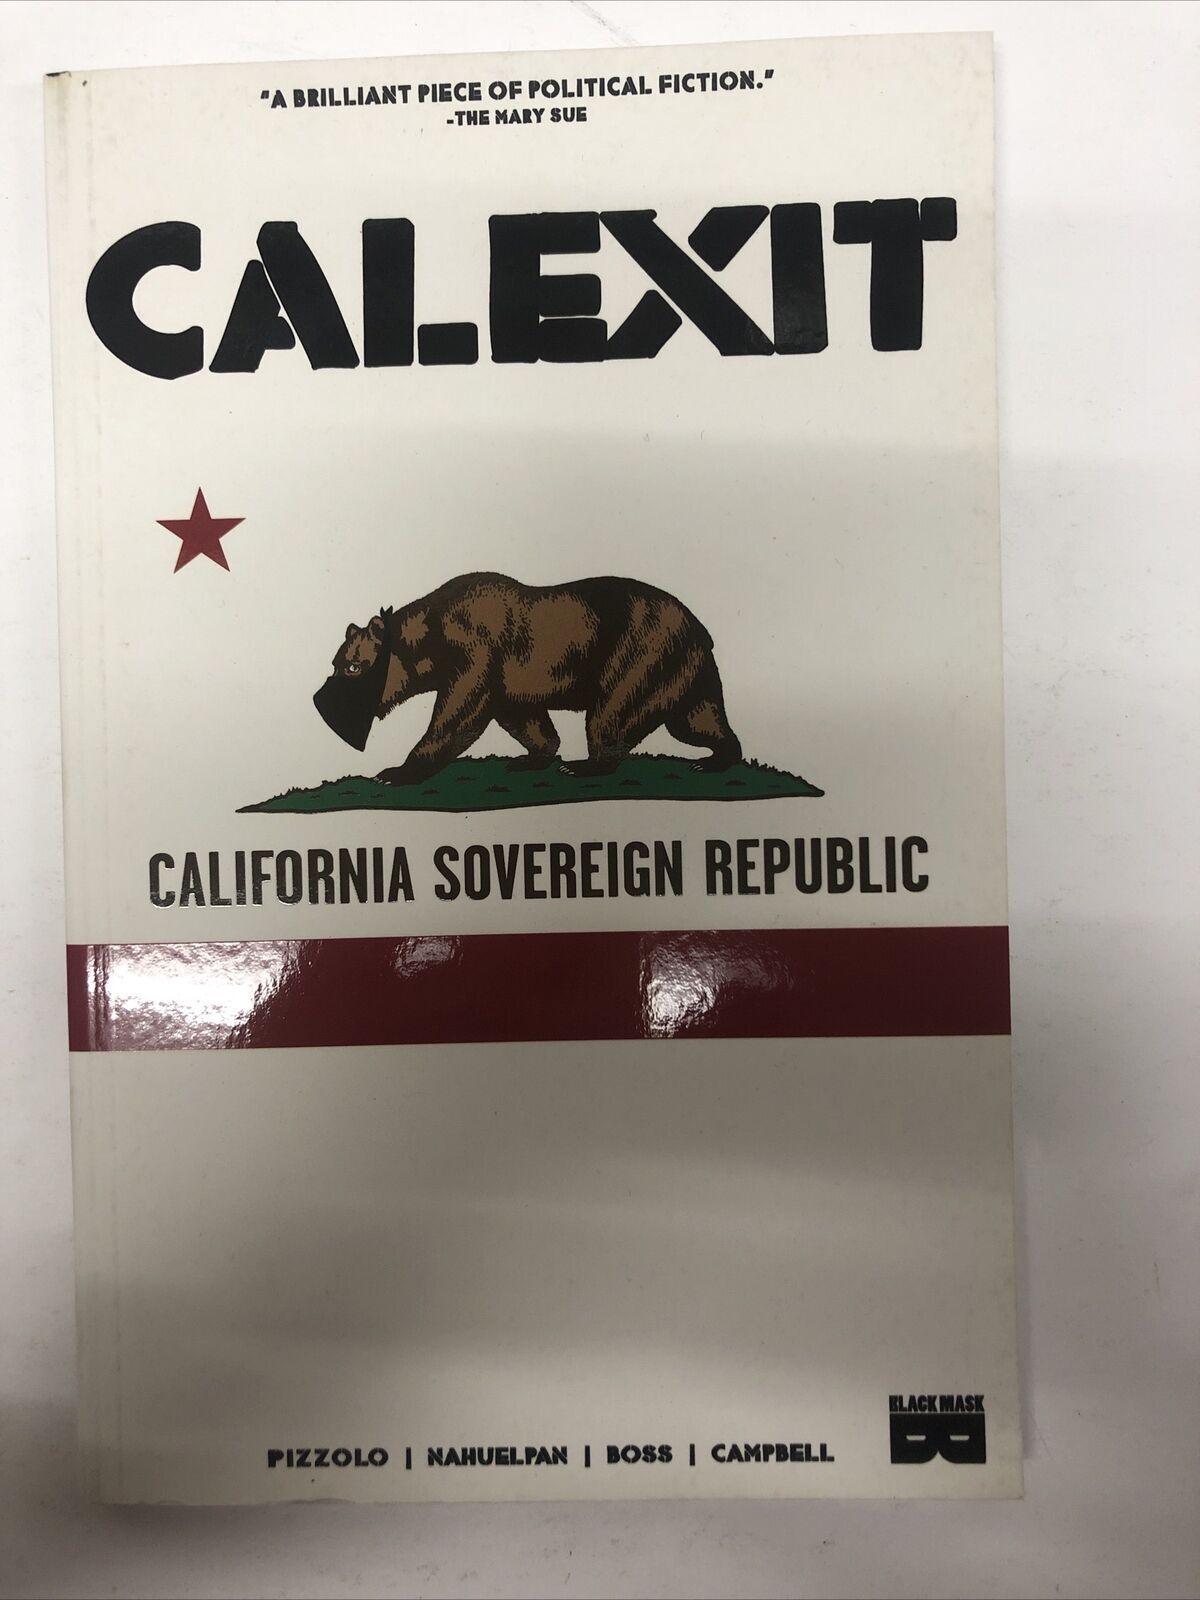 "A BRILLIANT PIECE OF POLITICAL FICTION."
-THE MARY SUE
CALEXIT
CALIFORNIA SOVEREIGN REPUBLIC
BLACK MASK
B
PIZZOLO | NAHUELPAN | BOSS | CAMPBELL